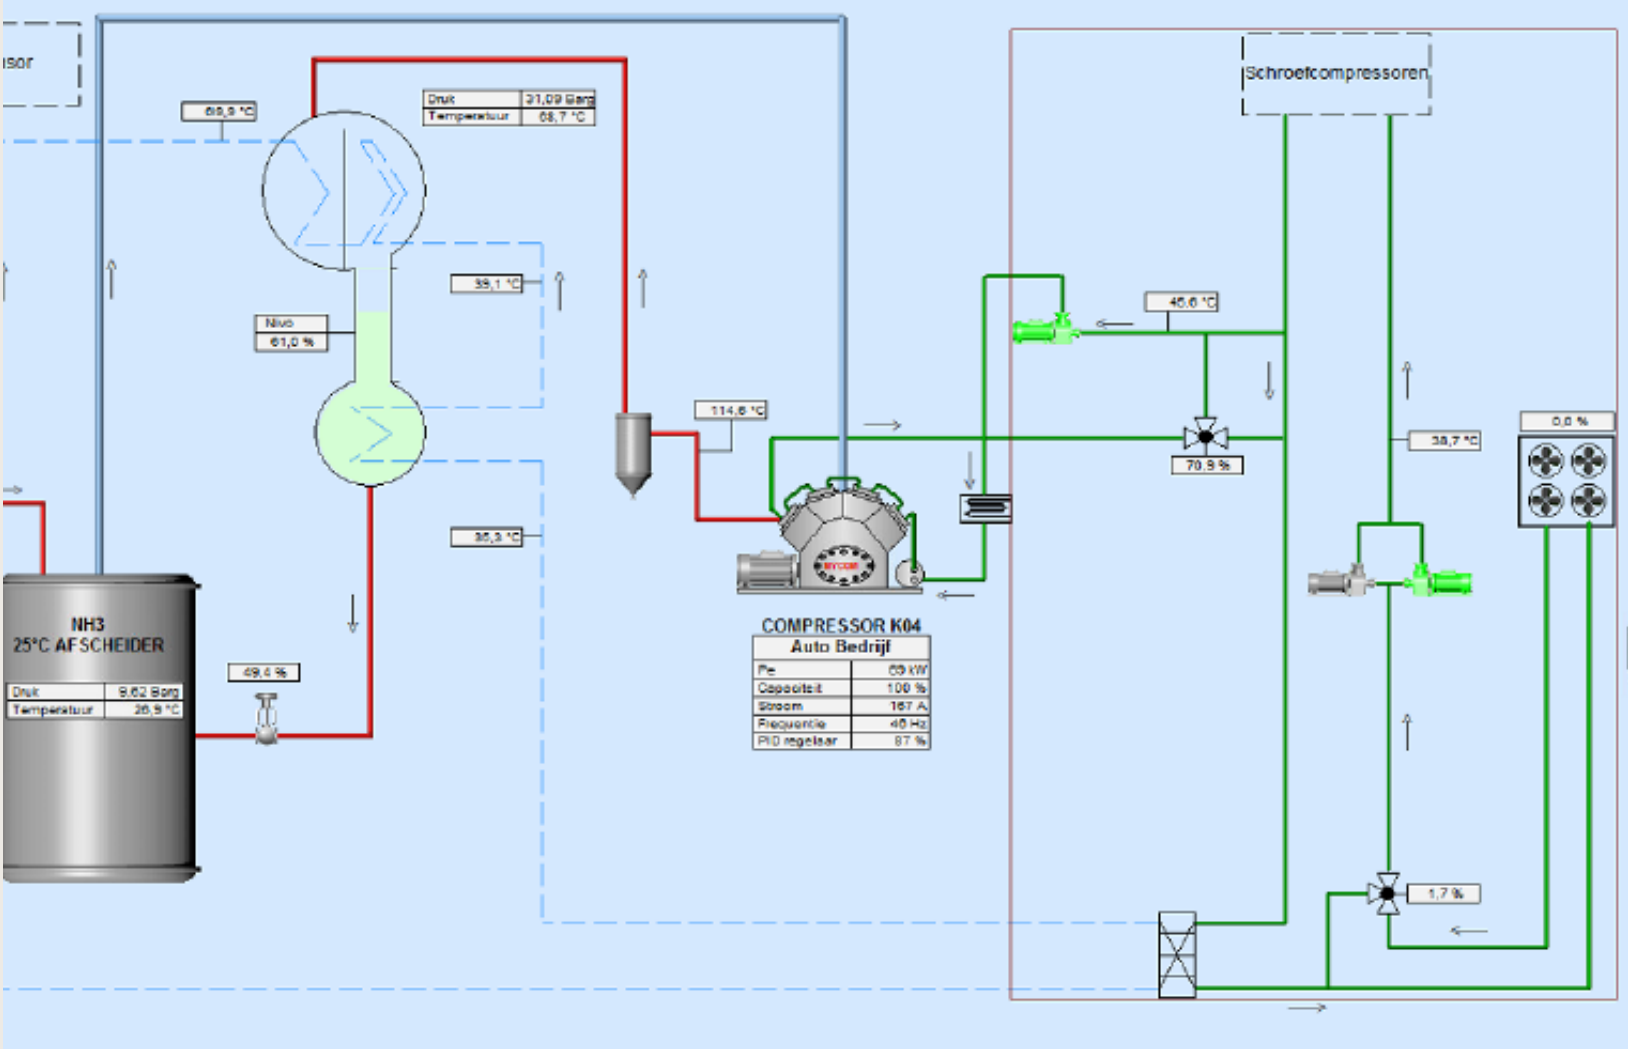 Schroefcompressoren
69,9 °C
Druk 31,09 Barg
Temperatuur 68,7 °C
39,1 °C
45,6 °C
Nivo
61,0 %
114,6 °C
0,0 %
38,7 °C
70,9 %
35,3 °C
MYCOM
NH3
25°C AFSCHEIDER
COMPRESSOR K04
Auto Bedrijf
Pe 69 kW
Capaciteit 100 %
Stroom 167 A
Frequentie 46 Hz
PID regelaar 87 %
49,4 %
Druk 9,62 Barg
Temperatuur 26,9 °C
1,7 %